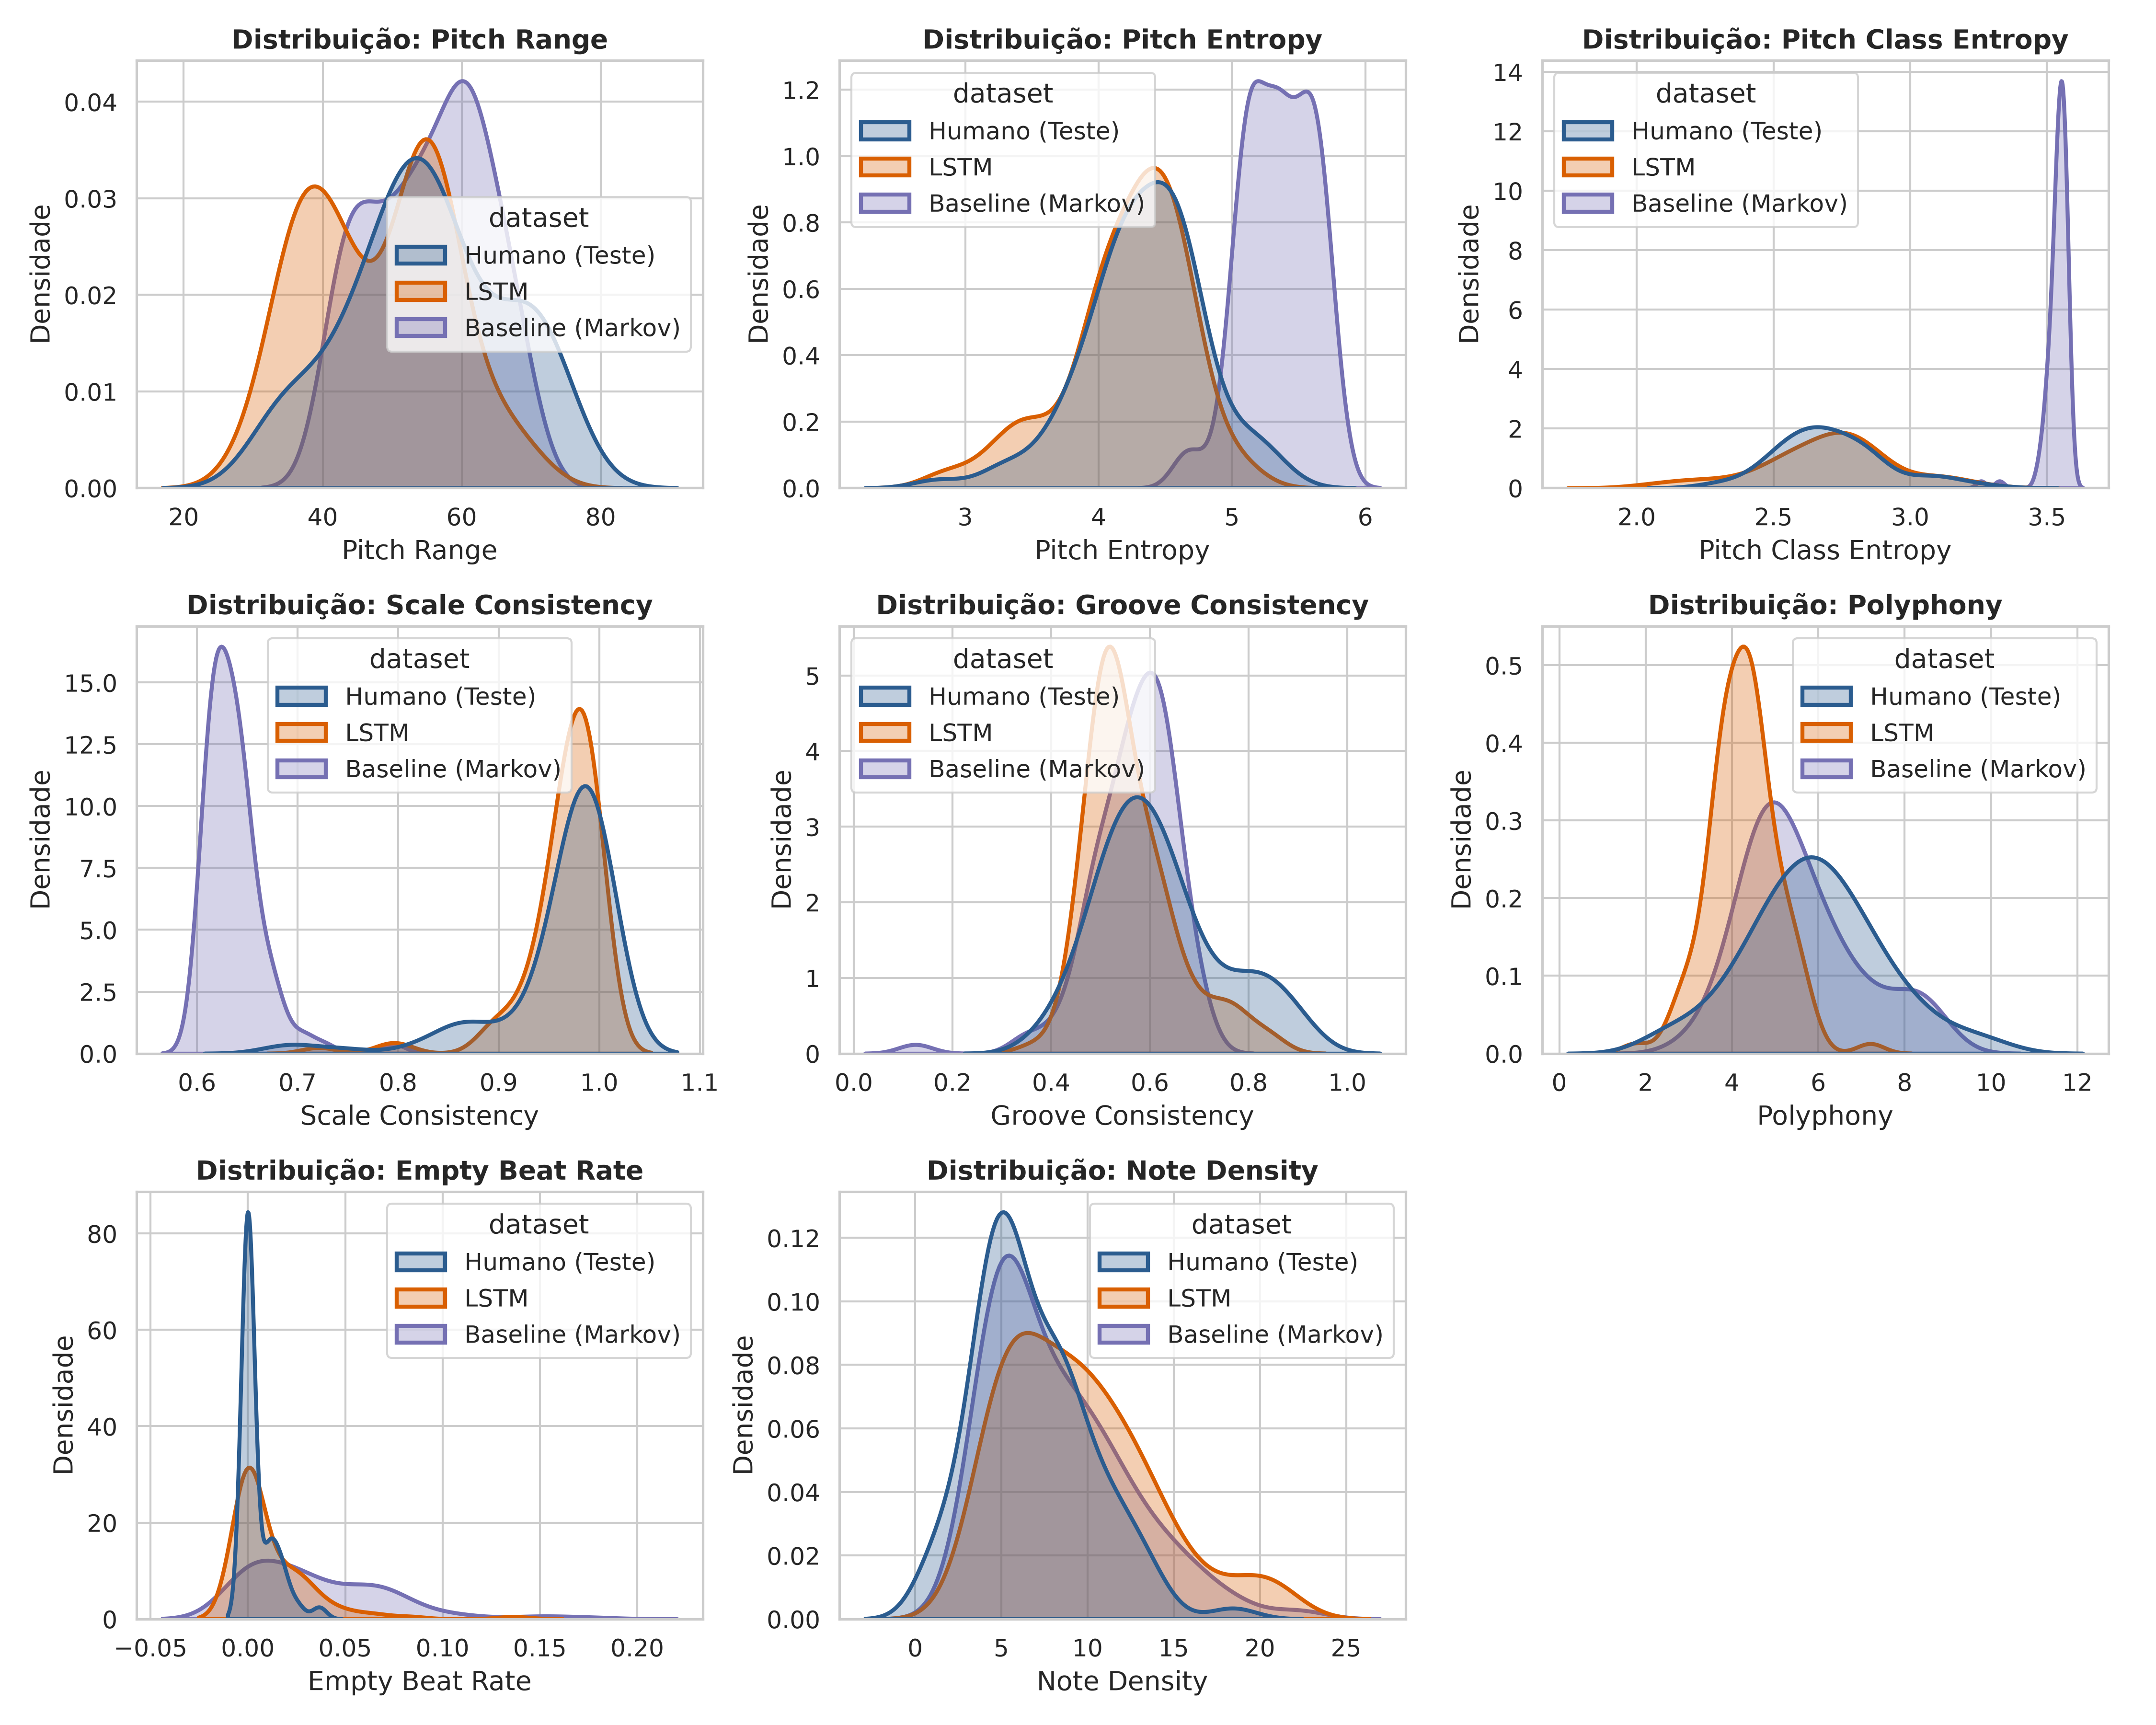 Distribuição: Pitch Range
0.04
0.03
0.02
0.01
0.00
Densidade
dataset
Humano (Teste)
LSTM
Baseline (Markov)
20 40 60 80
Pitch Range
Distribuição: Pitch Entropy
1.2
1.0
0.8
0.6
0.4
0.2
0.0
Densidade
dataset
Humano (Teste)
LSTM
Baseline (Markov)
3 4 5 6
Pitch Entropy
Distribuição: Pitch Class Entropy
14
12
10
8
6
4
2
0
Densidade
dataset
Humano (Teste)
LSTM
Baseline (Markov)
2.0 2.5 3.0 3.5
Pitch Class Entropy
Distribuição: Scale Consistency
15.0
12.5
10.0
7.5
5.0
2.5
0.0
Densidade
dataset
Humano (Teste)
LSTM
Baseline (Markov)
0.6 0.7 0.8 0.9 1.0 1.1
Scale Consistency
Distribuição: Groove Consistency
5
4
3
2
1
0
Densidade
dataset
Humano (Teste)
LSTM
Baseline (Markov)
0.0 0.2 0.4 0.6 0.8 1.0
Groove Consistency
Distribuição: Polyphony
0.5
0.4
0.3
0.2
0.1
0.0
Densidade
dataset
Humano (Teste)
LSTM
Baseline (Markov)
0 2 4 6 8 10 12
Polyphony
Distribuição: Empty Beat Rate
80
60
40
20
0
Densidade
dataset
Humano (Teste)
LSTM
Baseline (Markov)
−0.05 0.00 0.05 0.10 0.15 0.20
Empty Beat Rate
Distribuição: Note Density
0.12
0.10
0.08
0.06
0.04
0.02
0.00
Densidade
dataset
Humano (Teste)
LSTM
Baseline (Markov)
0 5 10 15 20 25
Note Density